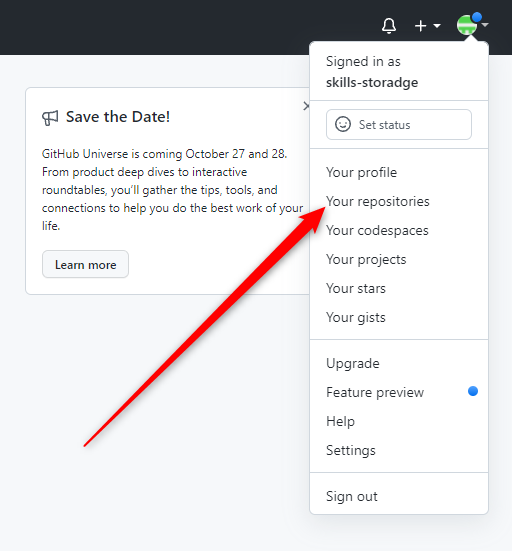 Signed in as
skills-storadge
Set status
Save the Date!
GitHub Universe is coming October 27 and 28.
From product deep dives to interactive
roundtables, you'll gather the tips, tools, and
connections to help you do the best work of your
life.
Learn more
Your profile
Your repositories
Your codespaces
Your projects
Your stars
Your gists
Upgrade
Feature preview
Help
Settings
Sign out